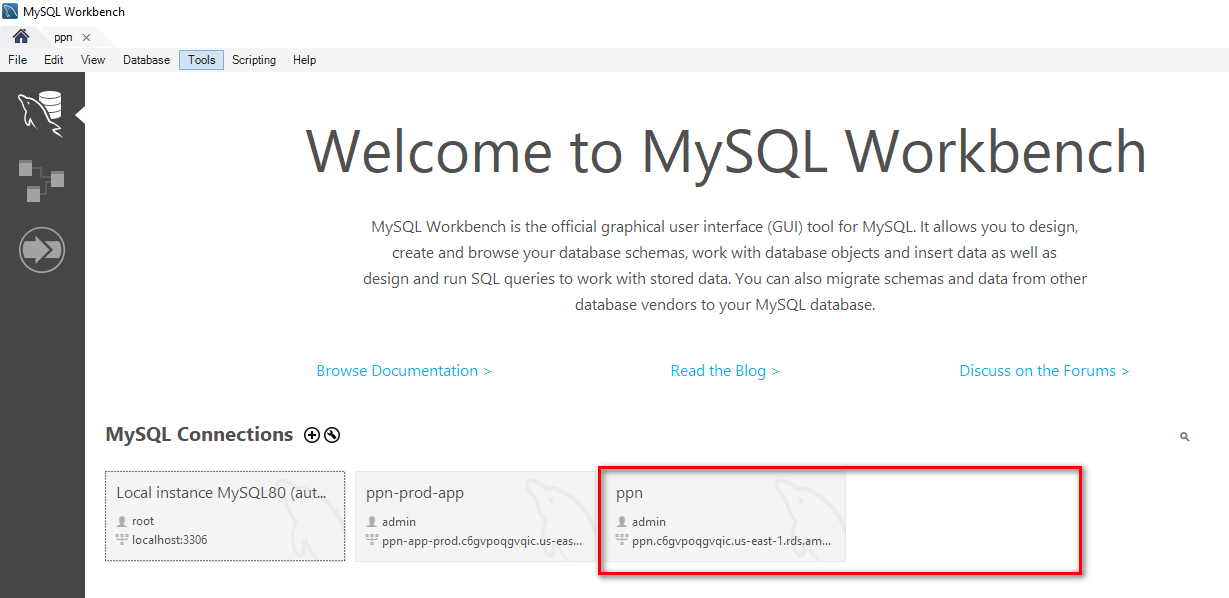 MySQL Workbench
ppn
File Edit View Database Tools Scripting Help
Welcome to MySQL Workbench
MySQL Workbench is the official graphical user interface (GUI) tool for MySQL. It allows you to design,
create and browse your database schemas, work with database objects and insert data as well as
design and run SQL queries to work with stored data. You can also migrate schemas and data from other
database vendors to your MySQL database.
Browse Documentation > Read the Blog > Discuss on the Forums >
MySQL Connections
Local instance MySQL80 (aut...
root
localhost:3306
ppn-prod-app
admin
ppn-app-prod.c6gvpoqgvqic.us-eas...
ppn
admin
ppn.c6gvpoqgvqic.us-east-1.rds.am...